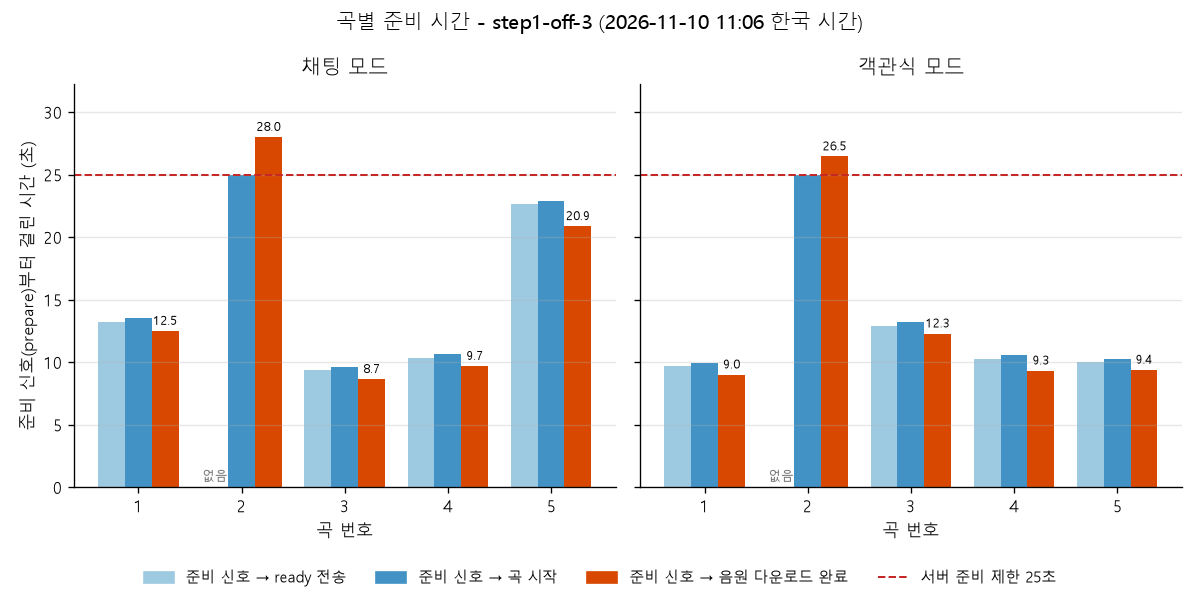 곡별 준비 시간 - step1-off-3 (2026-11-10 11:06 한국 시간)
채팅 모드
객관식 모드
준비 신호(prepare)부터 걸린 시간 (초)
30
25
20
15
10
5
0
12.5
없음
28.0
8.7
9.7
20.9
1
2
3
4
5
곡 번호
9.0
없음
26.5
12.3
9.3
9.4
1
2
3
4
5
곡 번호
준비 신호 → ready 전송
준비 신호 → 곡 시작
준비 신호 → 음원 다운로드 완료
서버 준비 제한 25초